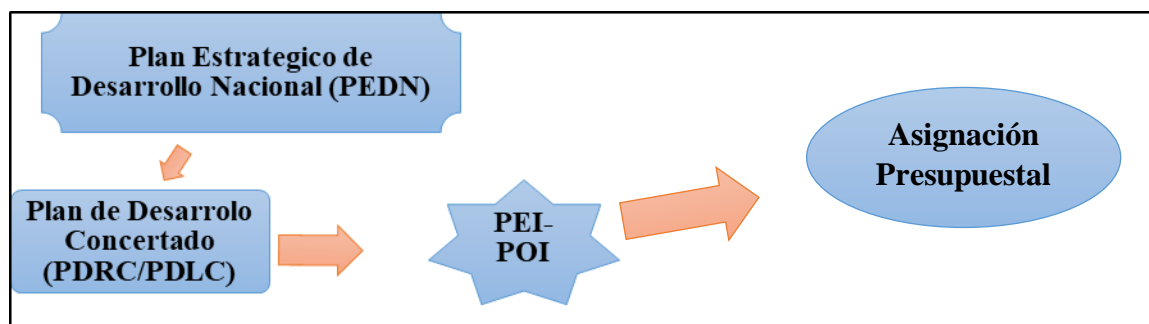 Plan Estrategico de
Desarrollo Nacional (PEDN)
Plan de Desarrolo
Concertado
(PDRC/PDLC)
PEI-
POI
Asignación
Presupuestal